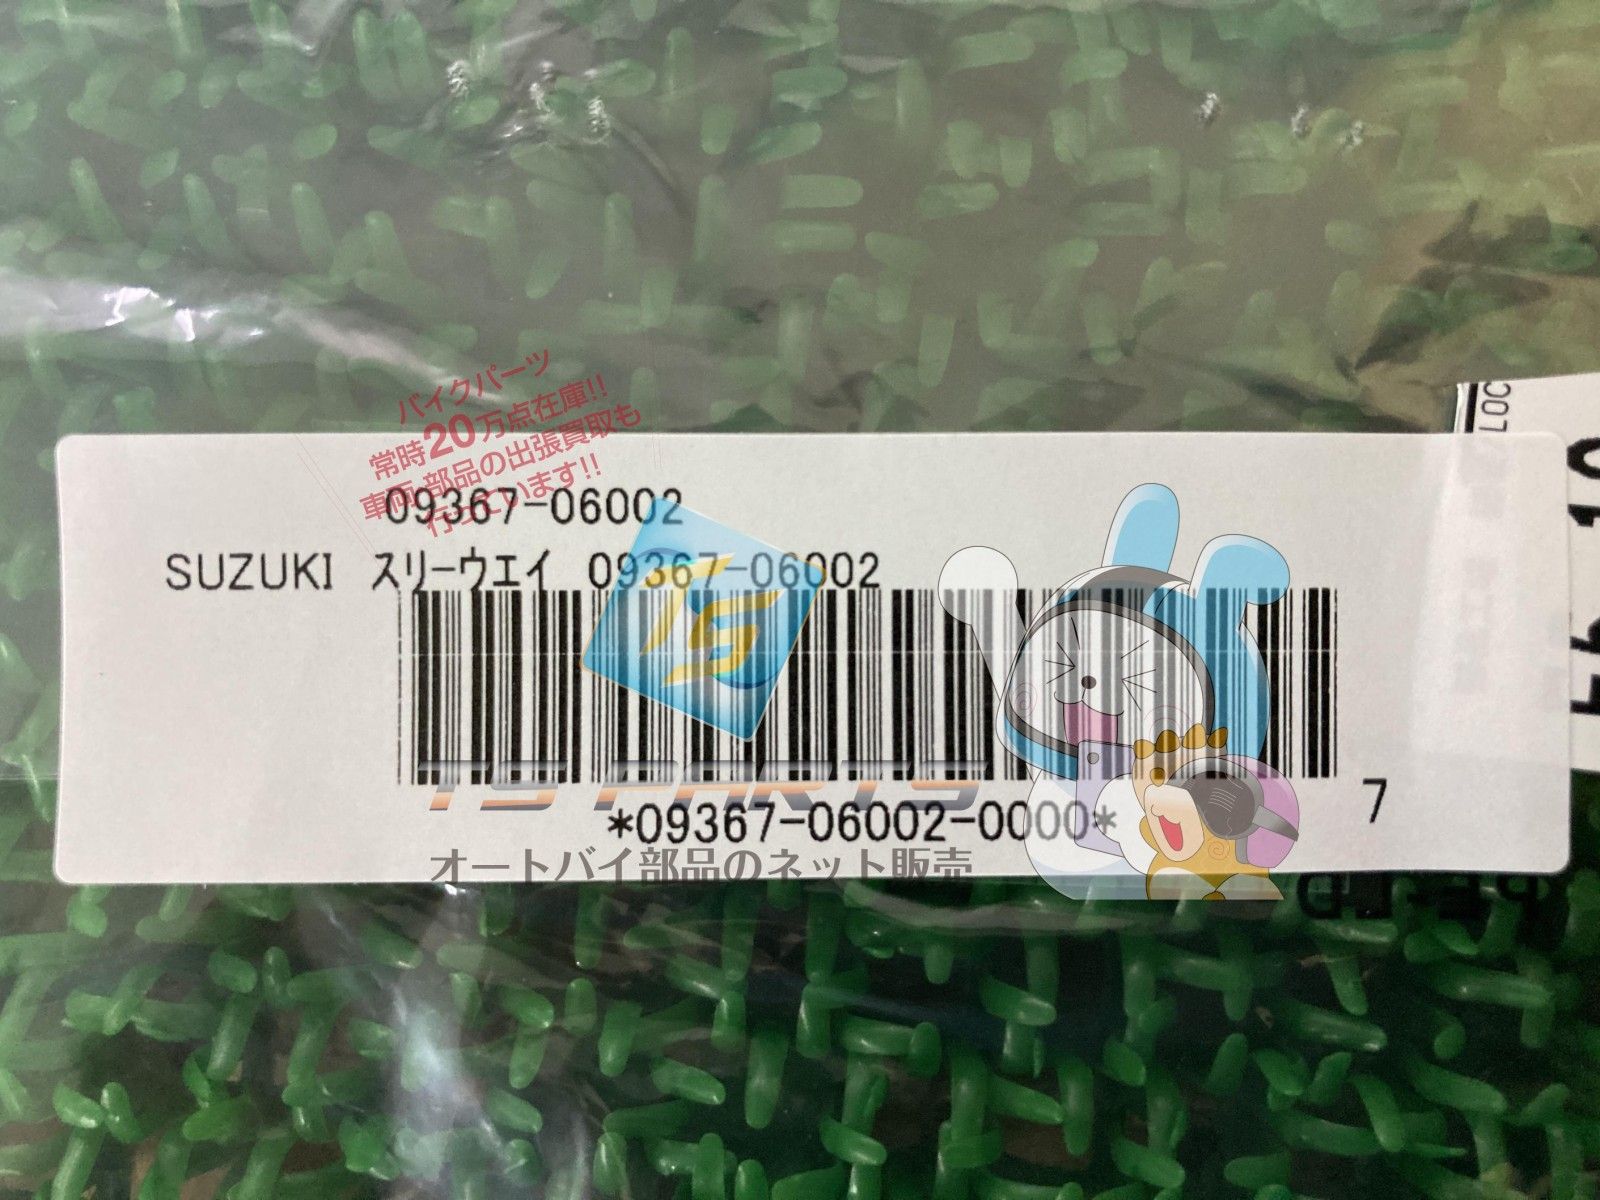 バイクパーツ
常時20万点在庫!!
車両・部品の出張買取も
行っています!!
09367-06002
SUZUKI スリーウエイ 09367-06002
TS
TS PARTS
*09367-06002-0000*
7
オートバイ部品のネット販売
LOC